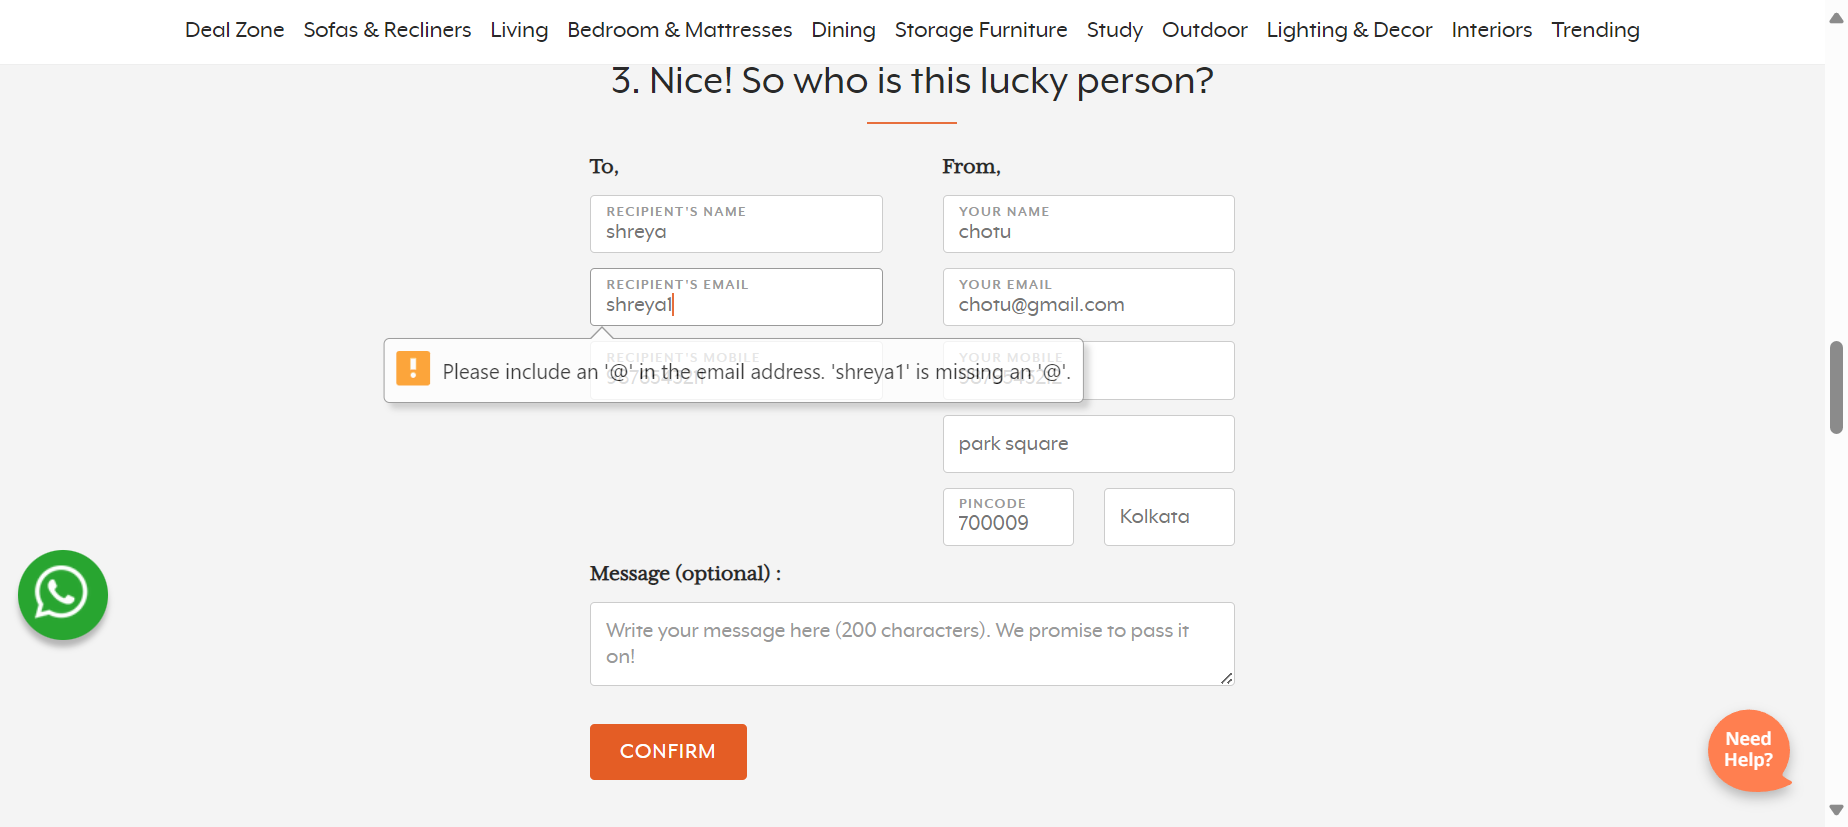 Deal Zone Sofas & Recliners Living Bedroom & Mattresses Dining Storage Furniture Study Outdoor Lighting & Decor Interiors Trending
3. Nice! So who is this lucky person?
To,
RECIPIENT'S NAME
shreya
RECIPIENT'S EMAIL
shreya1
RECIPIENT'S MOBILE
Please include an '@' in the email address. 'shreya1' is missing an '@'.
From,
YOUR NAME
chotu
YOUR EMAIL
chotu@gmail.com
YOUR MOBILE
park square
PINCODE
700009
Kolkata
Message (optional) :
Write your message here (200 characters). We promise to pass it
on!
CONFIRM
Need
Help?